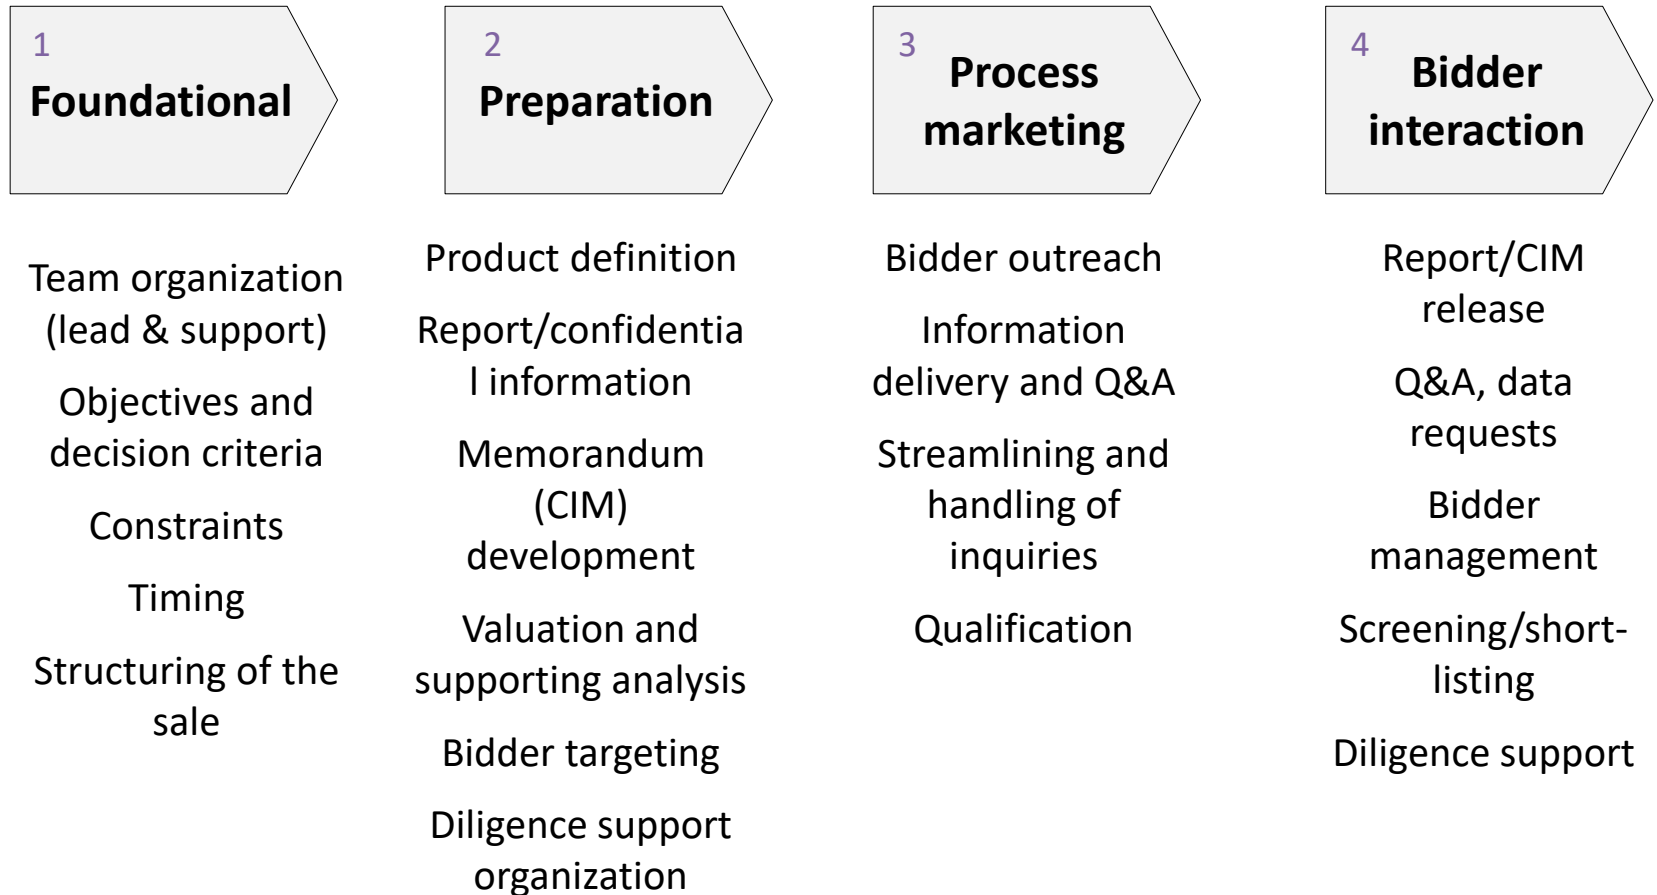 1
Foundational
Team organization
(lead & support)
Objectives and
decision criteria
Constraints
Timing
Structuring of the
sale
2
Preparation
Product definition
Report/confidentia
l information
Memorandum
(CIM)
development
Valuation and
supporting analysis
Bidder targeting
Diligence support
organization
3
Process
marketing
Bidder outreach
Information
delivery and Q&A
Streamlining and
handling of
inquiries
Qualification
4
Bidder
interaction
Report/CIM
release
Q&A, data
requests
Bidder
management
Screening/short-
listing
Diligence support